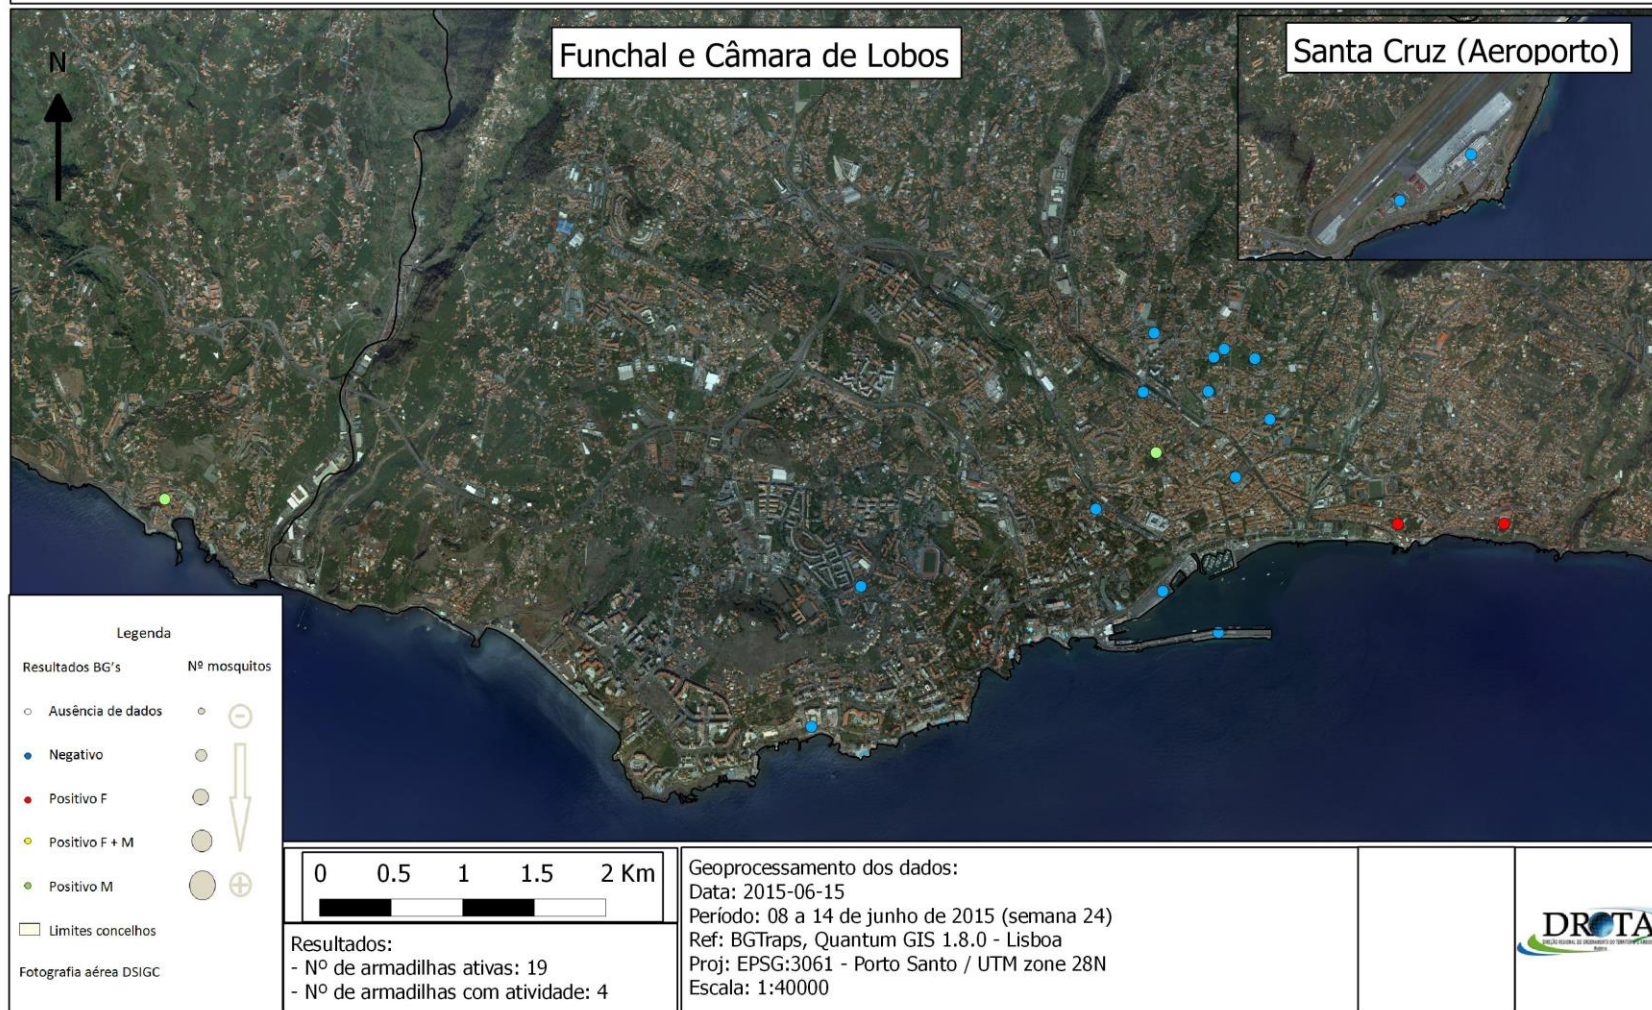 Funchal e Câmara de Lobos
Santa Cruz (Aeroporto)
N
Legenda
Resultados BG's
Nº mosquitos
Ausência de dados
Negativo
Positivo F
Positivo F + M
Positivo M
Limites concelhos
Fotografia aérea DSIGC
0 0.5 1 1.5 2 Km
Resultados:
- Nº de armadilhas ativas: 19
- Nº de armadilhas com atividade: 4
Geoprocessamento dos dados:
Data: 2015-06-15
Período: 08 a 14 de junho de 2015 (semana 24)
Ref: BGTraps, Quantum GIS 1.8.0 - Lisboa
Proj: EPSG:3061 - Porto Santo / UTM zone 28N
Escala: 1:40000
DROTA